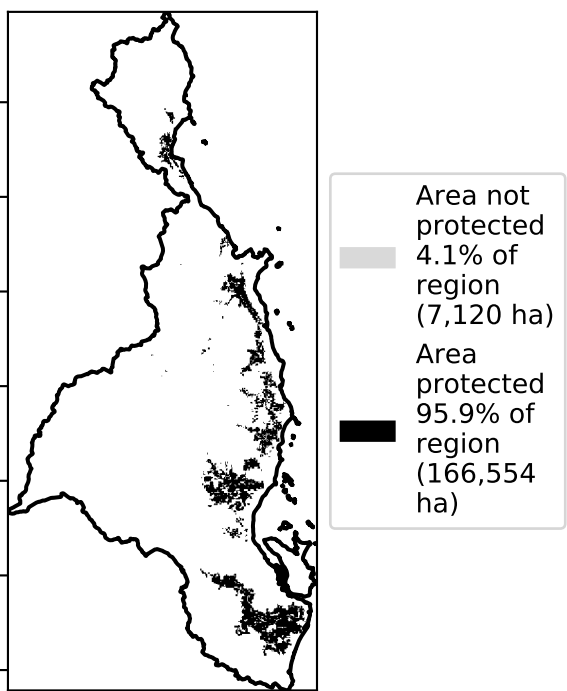 Area not
protected
4.1% of
region
(7,120 ha)
Area
protected
95.9% of
region
(166,554
ha)